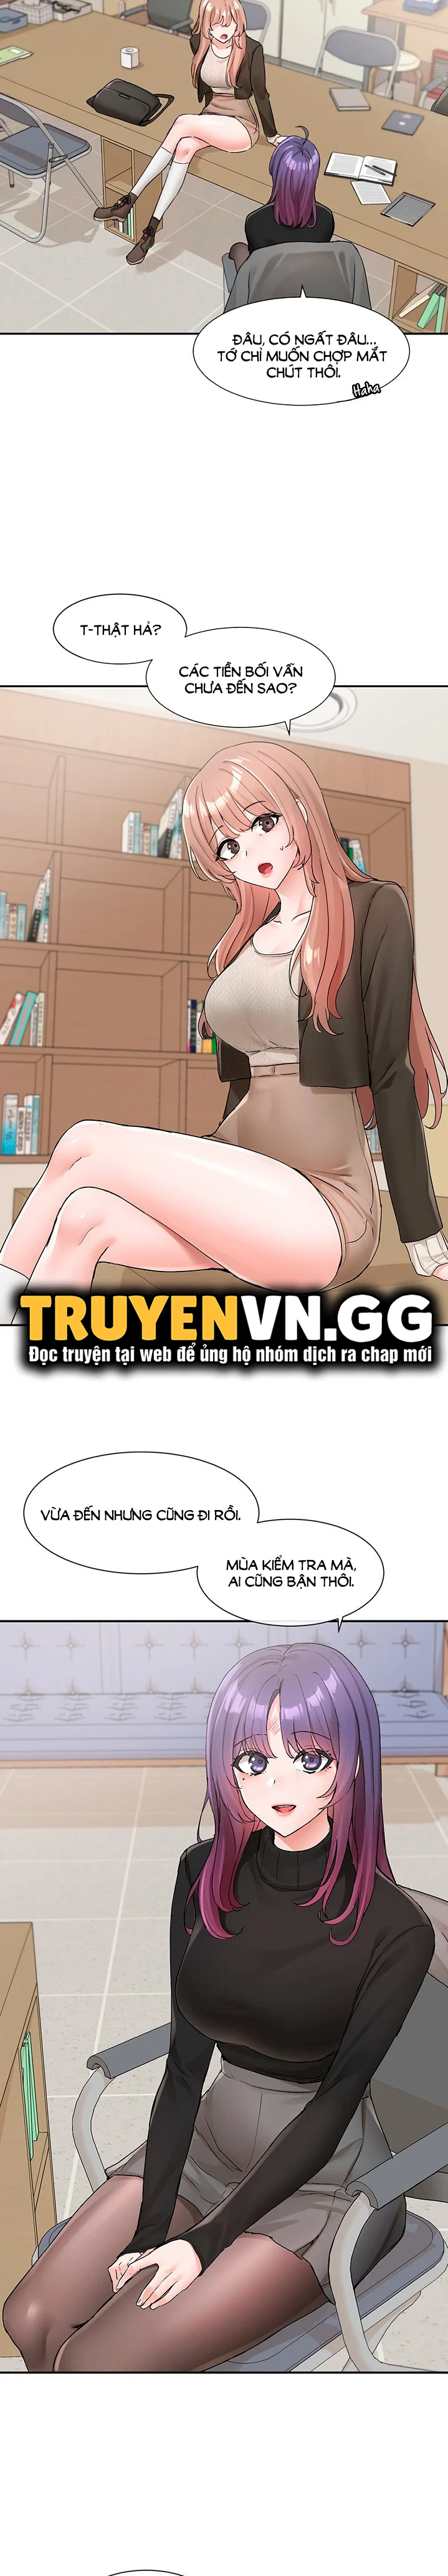 ĐÂU, CÓ NGẤT ĐÂU...
TỚ CHỈ MUỐN CHỢP MẮT
CHÚT THÔI.
Haha
T-THẬT HẢ?
CÁC TIỀN BỐI VẪN
CHƯA ĐẾN SAO?
TRUYENVN.GG
Đọc truyện tại web để ủng hộ nhóm dịch ra chap mới
VỪA ĐẾN NHƯNG CŨNG ĐI RỒI.
MÙA KIỂM TRA MÀ,
AI CŨNG BẬN THÔI.